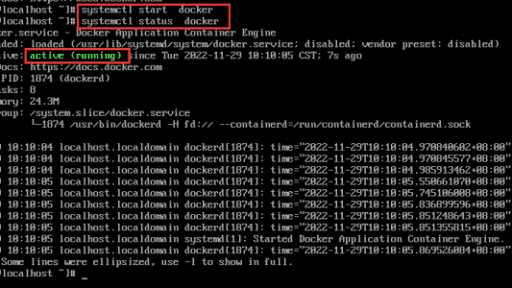 localhost ~]# systemctl start docker
localhost ~]# systemctl status docker
ker.service - Docker Application Container Engine
ded: loaded (/usr/lib/systemd/system/docker.service; disabled; vendor preset: disabled)
ive: active (running) since Tue 2022-11-29 10:10:05 CST; 7s ago
Docs: https://docs.docker.com
PID: 1874 (dockerd)
asks: 8
mory: 24.3M
roup: /system.slice/docker.service
└─1874 /usr/bin/dockerd -H fd:// --containerd=/run/containerd/containerd.sock
9 10:10:04 localhost.localdomain dockerd[1874]: time="2022-11-29T10:10:04.970840602+08:00"
9 10:10:04 localhost.localdomain dockerd[1874]: time="2022-11-29T10:10:04.970845577+08:00"
9 10:10:04 localhost.localdomain dockerd[1874]: time="2022-11-29T10:10:04.985913462+08:00"
9 10:10:05 localhost.localdomain dockerd[1874]: time="2022-11-29T10:10:05.550661070+08:00"
9 10:10:05 localhost.localdomain dockerd[1874]: time="2022-11-29T10:10:05.745106008+08:00"
9 10:10:05 localhost.localdomain dockerd[1874]: time="2022-11-29T10:10:05.836899596+08:00"
9 10:10:05 localhost.localdomain dockerd[1874]: time="2022-11-29T10:10:05.851248643+08:00"
9 10:10:05 localhost.localdomain dockerd[1874]: time="2022-11-29T10:10:05.851355815+08:00"
9 10:10:05 localhost.localdomain systemd[1]: Started Docker Application Container Engine.
9 10:10:05 localhost.localdomain dockerd[1874]: time="2022-11-29T10:10:05.869526084+08:00"
Some lines were ellipsized, use -l to show in full.
localhost ~]# _